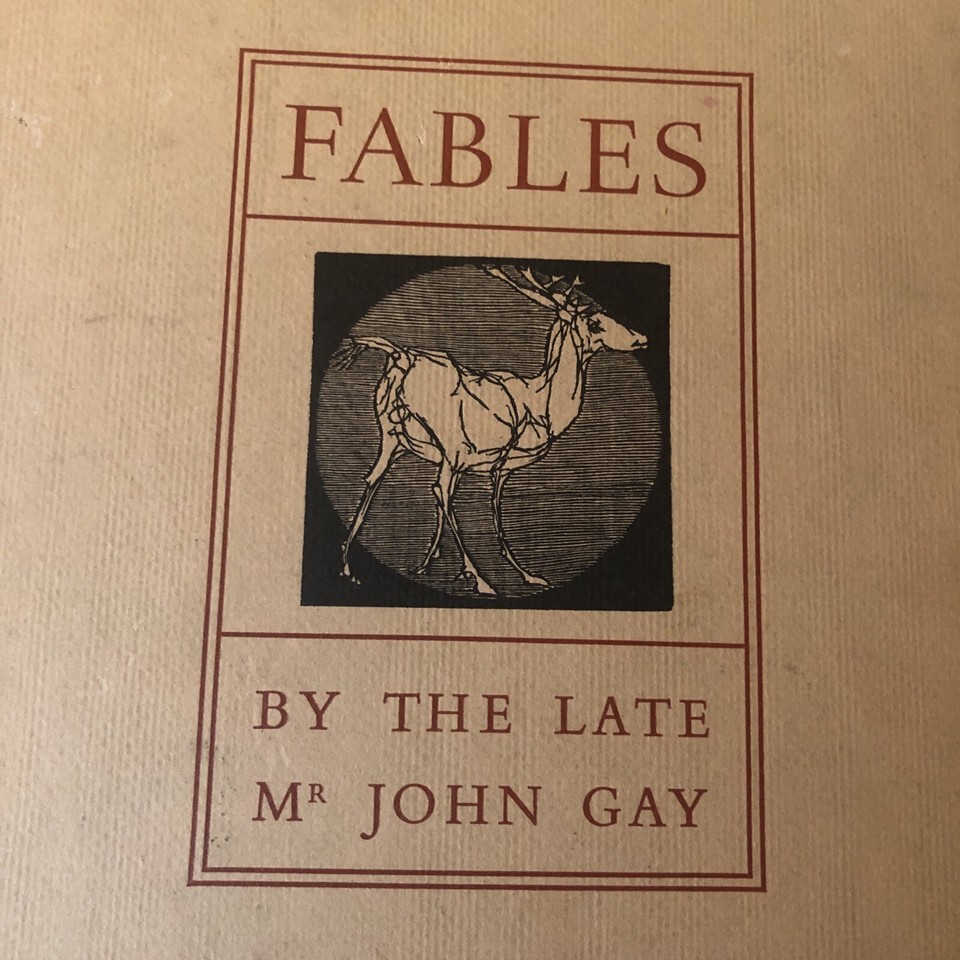 FABLES
BY THE LATE
Mᴿ JOHN GAY